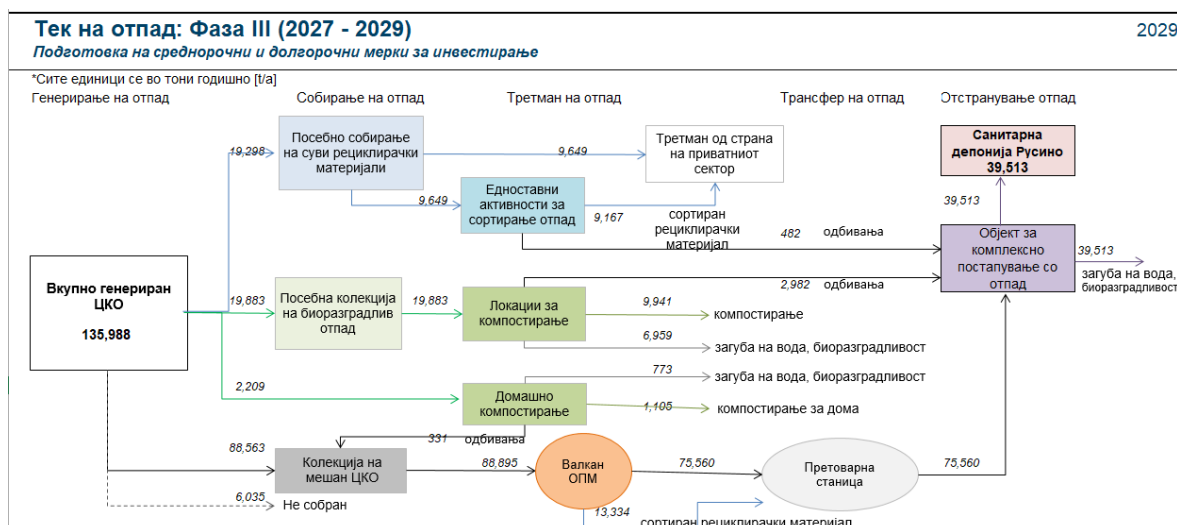 Тек на отпад: Фаза III (2027 - 2029)
2029
Подготовка на среднорочни и долгорочни мерки за инвестирање
*Сите единици се во тони годишно [t/a]
Генерирање на отпад
Собирање на отпад
Третман на отпад
Трансфер на отпад
Отстранување отпад
Вкупно генериран
ЦКО
135,988
19,298
Посебно собирање
на суви рециклирачки
материјали
9,649
Третман од страна
на приватниот
сектор
Санитарна
депонија Русино
39,513
9,649
Едноставни
активности за
сортирање отпад
9,167
сортиран
рециклирачки
материјал
482
одбивања
39,513
Објект за
комплексно
постапување со
отпад
39,513
загуба на вода,
биоразградливост
19,883
Посебна колекција
на биоразградлив
отпад
19,883
Локации за
компостирање
2,982
одбивања
9,941
компостирање
6,959
загуба на вода, биоразградливост
2,209
Домашно
компостирање
773
загуба на вода, биоразградливост
1,105
компостирање за дома
331
одбивања
88,563
Колекција на
мешан ЦКО
88,895
Валкан
ОПМ
75,560
Претоварна
станица
75,560
6,035
Не собран
13,334
сортиран рециклирачки материјал